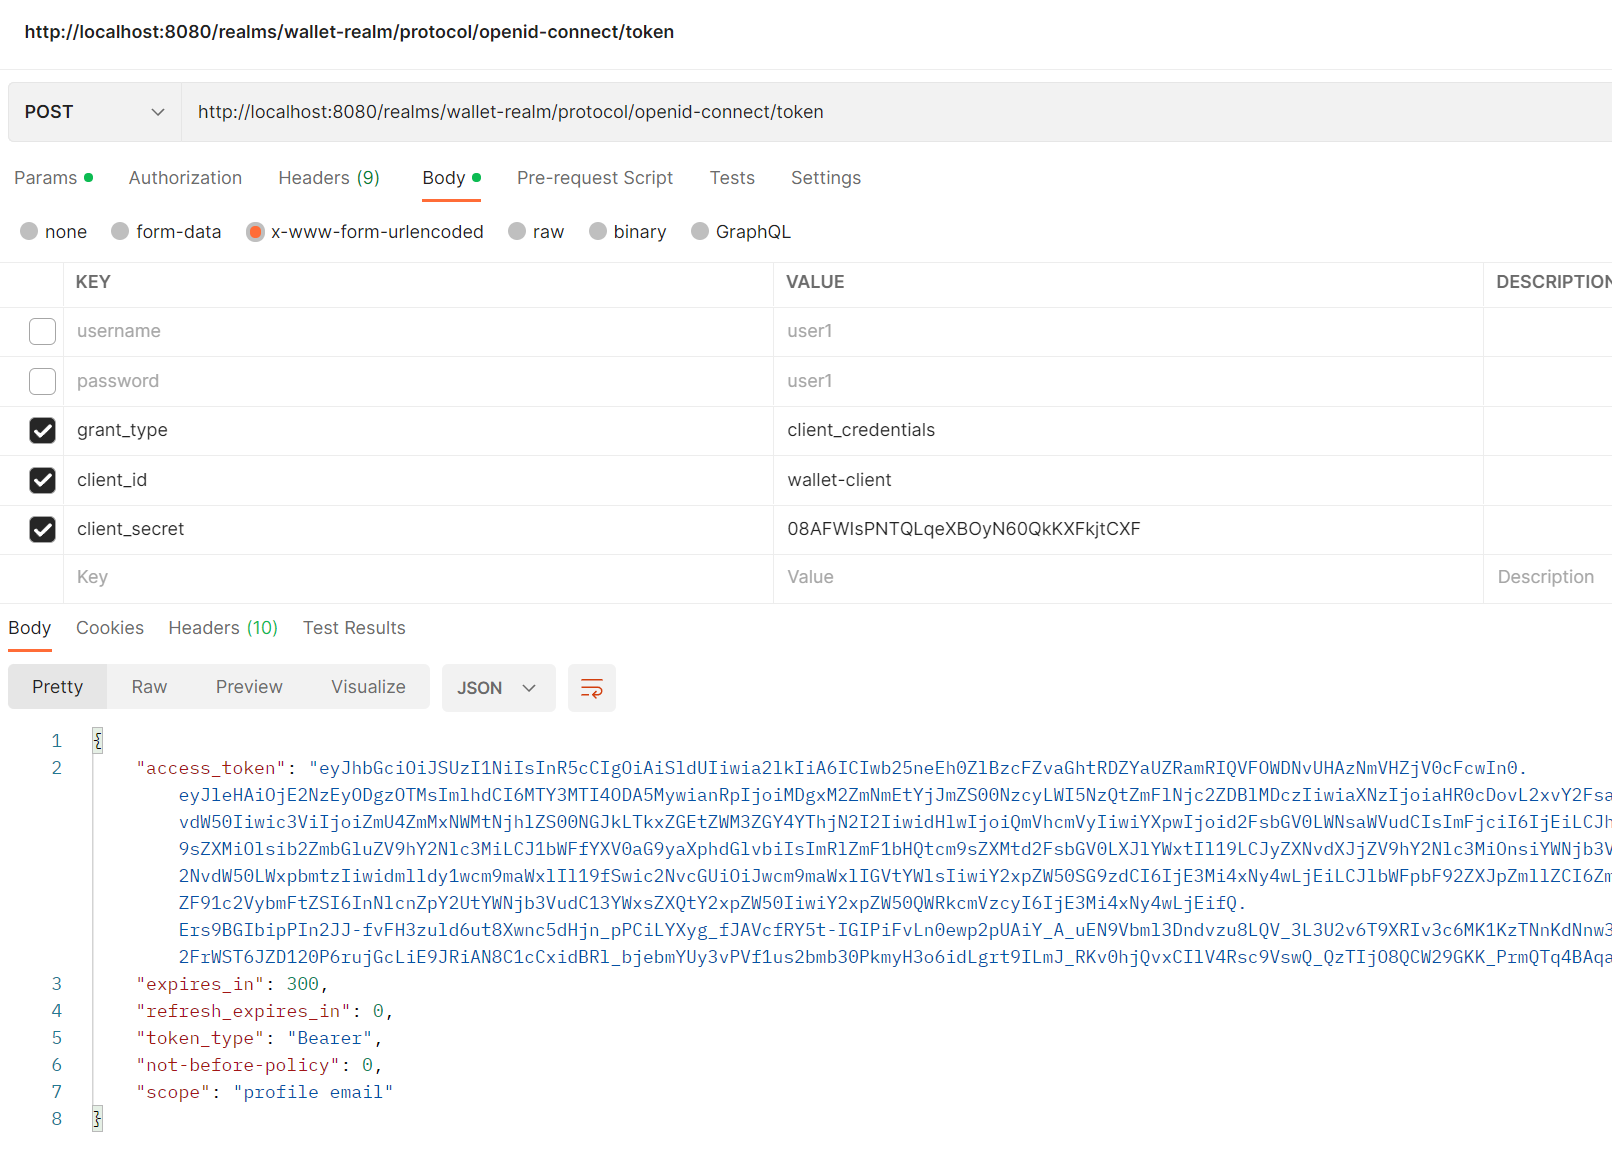 http://localhost:8080/realms/wallet-realm/protocol/openid-connect/token
POST http://localhost:8080/realms/wallet-realm/protocol/openid-connect/token
Params Authorization Headers (9) Body Pre-request Script Tests Settings
none form-data x-www-form-urlencoded raw binary GraphQL
KEY VALUE DESCRIPTION
username user1
password user1
grant_type client_credentials
client_id wallet-client
client_secret 08AFWIsPNTQLqeXBOyN60QkKXFkjtCXF
Key Value Description
Body Cookies Headers (10) Test Results
Pretty Raw Preview Visualize JSON
1 {
2 "access_token": "eyJhbGciOiJSUzI1NiIsInR5cCIgOiAiSldUIiwia2lkIiA6ICIwb25neEh0ZlBzcFZvaGhtRDZYaUZRamRIQVFOWDNvUHAzNmVHZjV0cFcwIn0.
eyJleHAiOjE2NzEyODgzOTMsImlhdCI6MTY3MTI4ODA5MywianRpIjoiMDgxM2ZmNmEtYjJmZS00NzcyLWI5NzQtZmFlNjc2ZDBlMDczIiwiaXNzIjoiaHR0cDovL2xvY2Fsa
vdW50Iiwic3ViIjoiZmU4ZmMxNWMtNjhlZS00NGJkLTkxZGEtZWM3ZGY4YThjN2I2IiwidHlwIjoiQmVhcmVyIiwiYXpwIjoid2FsbGV0LWNsaWVudCIsImFjciI6IjEiLCJh
9sZXMiOlsib2ZmbGluZV9hY2Nlc3MiLCJ1bWFfYXV0aG9yaXphdGlvbiIsImRlZmF1bHQtcm9sZXMtd2FsbGV0LXJlYWxtIl19LCJyZXNvdXJjZV9hY2Nlc3MiOnsiYWNjb3V
2NvdW50LWxpbmtzIiwidmlldy1wcm9maWxlIl19fSwic2NvcGUiOiJwcm9maWxlIGVtYWlsIiwiY2xpZW50SG9zdCI6IjE3Mi4xNy4wLjEiLCJlbWFpbF92ZXJpZmllZCI6Zm
ZF91c2VybmFtZSI6InNlcnZpY2UtYWNjb3VudC13YWxsZXQtY2xpZW50IiwiY2xpZW50QWRkcmVzcyI6IjE3Mi4xNy4wLjEifQ.
Ers9BGIbipPIn2JJ-fvFH3zuld6ut8Xwnc5dHjn_pPCiLYXyg_fJAVcfRY5t-IGIPiFvLn0ewp2pUAiY_A_uEN9Vbml3Dndvzu8LQV_3L3U2v6T9XRIv3c6MK1KzTNnKdNnw3
2FrWST6JZD120P6rujGcLiE9JRiAN8C1cCxidBRl_bjebmYUy3vPVf1us2bmb30PkmyH3o6idLgrt9ILmJ_RKv0hjQvxCIlV4Rsc9VswQ_QzTIjO8QCW29GKK_PrmQTq4BAqa
3 "expires_in": 300,
4 "refresh_expires_in": 0,
5 "token_type": "Bearer",
6 "not-before-policy": 0,
7 "scope": "profile email"
8 }